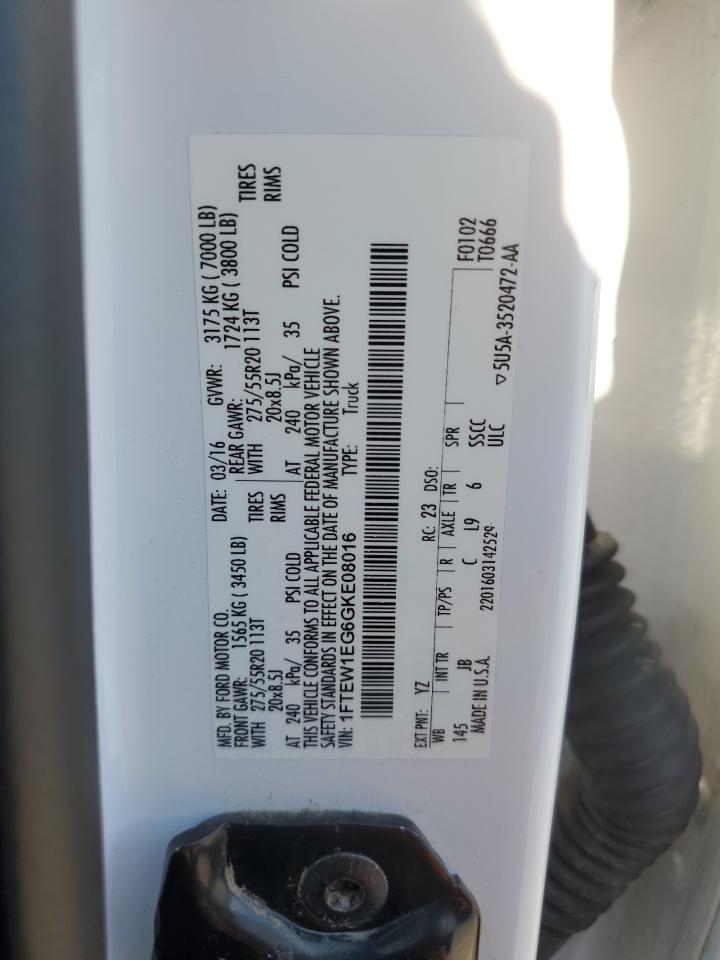 MFD. BY FORD MOTOR CO. DATE: 03/16 GVWR: 3175 KG ( 7000 LB)
FRONT GAWR: 1565 KG ( 3450 LB) REAR GAWR: 1724 KG ( 3800 LB)
WITH 275/55R20 113T TIRES WITH 275/55R20 113T TIRES
20x8.5J RIMS 20x8.5J RIMS
AT 240 kPa/ 35 PSI COLD AT 240 kPa/ 35 PSI COLD
THIS VEHICLE CONFORMS TO ALL APPLICABLE FEDERAL MOTOR VEHICLE
SAFETY STANDARDS IN EFFECT ON THE DATE OF MANUFACTURE SHOWN ABOVE.
VIN: 1FTEW1EG6GKE08016 TYPE: Truck
EXT PNT: YZ RC: 23 DSO: F0102
WB INT TR TP/PS R AXLE TR SPR T0666
145 JB C L9 6 SSCC
MADE IN U.S.A. 2201603142529 ULC ▽5U5A-3520472-AA